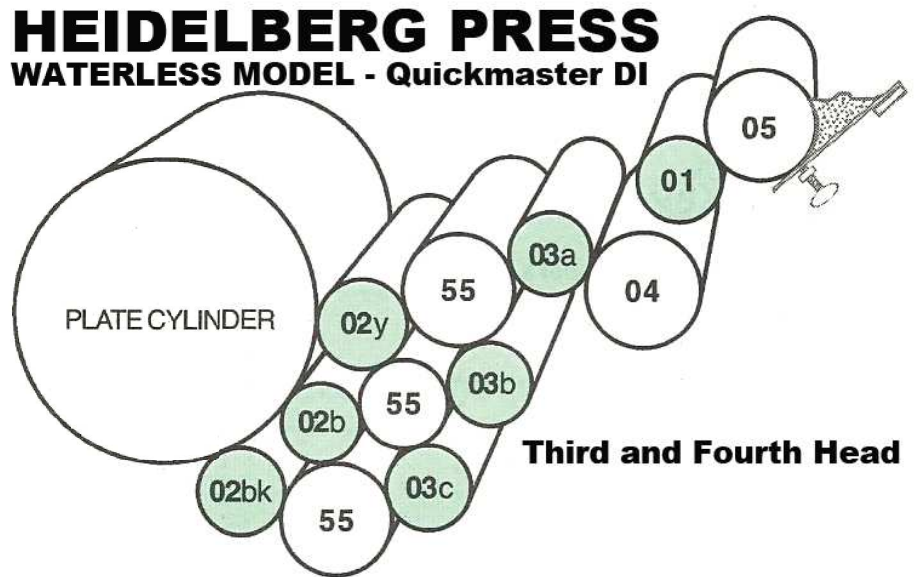 HEIDELBERG PRESS
WATERLESS MODEL - Quickmaster DI
05
01
03a
04
55
PLATE CYLINDER
02y
03b
55
02b
Third and Fourth Head
02bk
03c
55